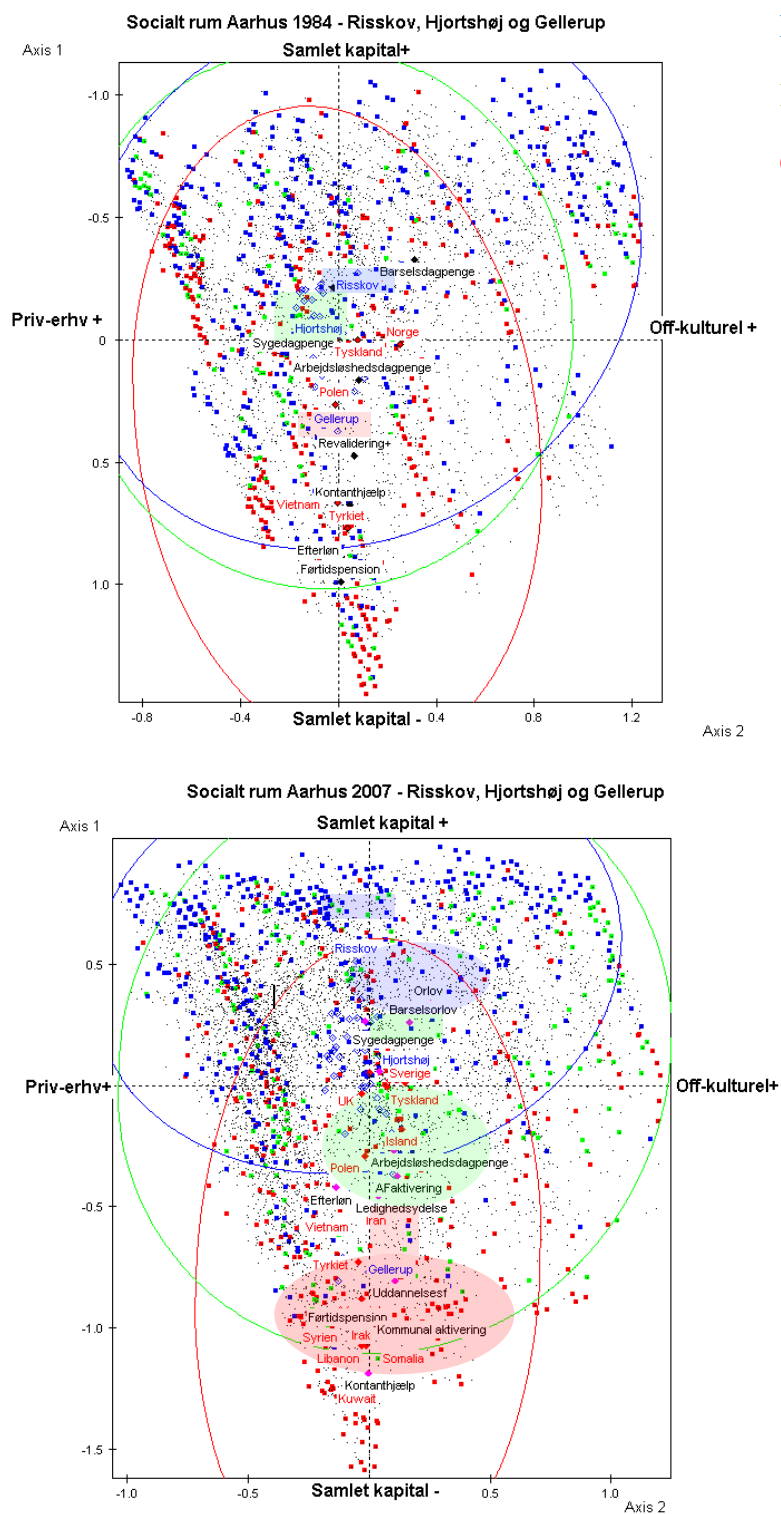 Socialt rum Aarhus 1984 - Risskov, Hjortshøj og Gellerup
Axis 1
Samlet kapital+
-1.0
-0.5
Barselsdagpenge
Risskov
Priv-erhv +
Hjortshøj
Norge
Off-kulturel +
0
Sygedagpenge
Tyskland
Arbejdsløshedsdagpenge
Polen
Gellerup
Revalidering+
0.5
Kontanthjælp
Vietnam
Tyrkiet
Efterløn
Førtidspension
1.0
Samlet kapital -
-0.8
-0.4
0
0.4
0.8
1.2
Axis 2
Socialt rum Aarhus 2007 - Risskov, Hjortshøj og Gellerup
Axis 1
Samlet kapital +
Risskov
0.5
Orlov
Barselsorlov
Sygedagpenge
Hjortshøj
Sverige
Priv-erhv+
0
Off-kulturel+
UK
Tyskland
Island
Polen
Arbejdsløshedsdagpenge
AFaktivering
-0.5
Efterløn
Ledighedsydelse
Iran
Vietnam
Tyrkiet
Gellerup
Uddannelsesf
Førtidspensinn
-1.0
Kommunal aktivering
Syrien
Irak
Libanon
Somalia
Kontanthjælp
Kuwait
-1.5
Samlet kapital -
-1.0
-0.5
0
0.5
1.0
Axis 2